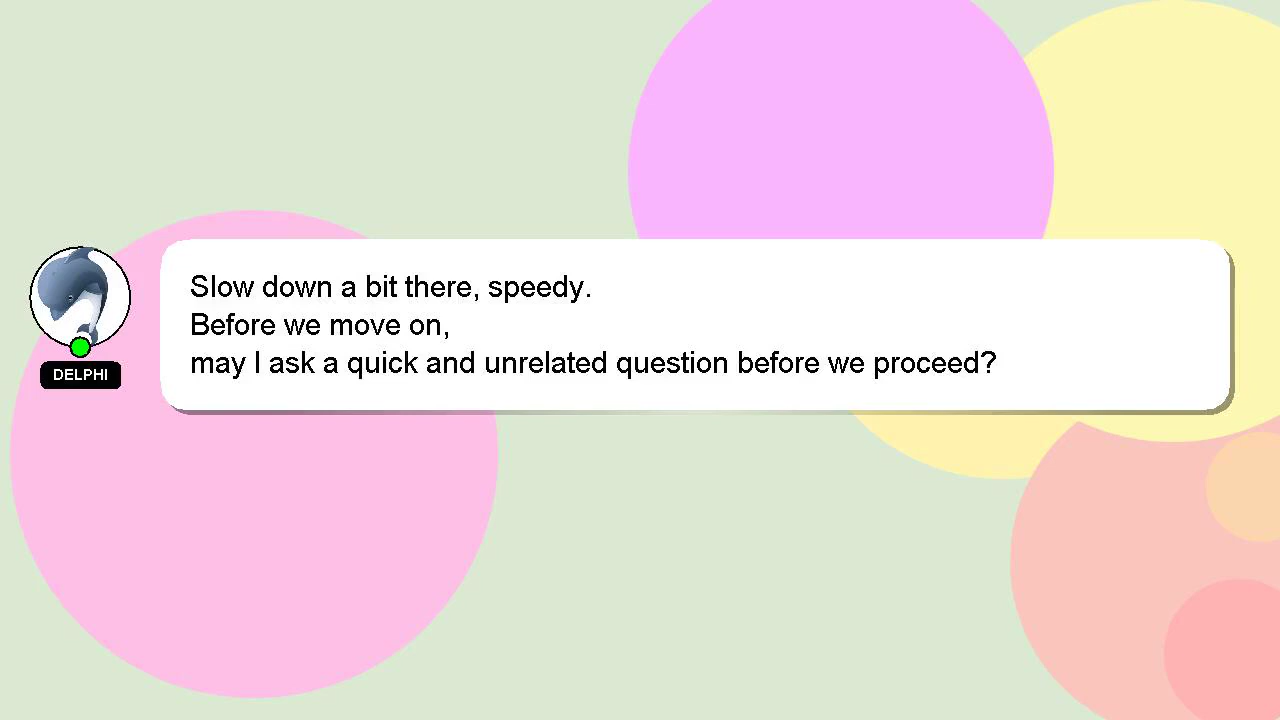 Slow down a bit there, speedy.
Before we move on,
may I ask a quick and unrelated question before we proceed?
DELPHI